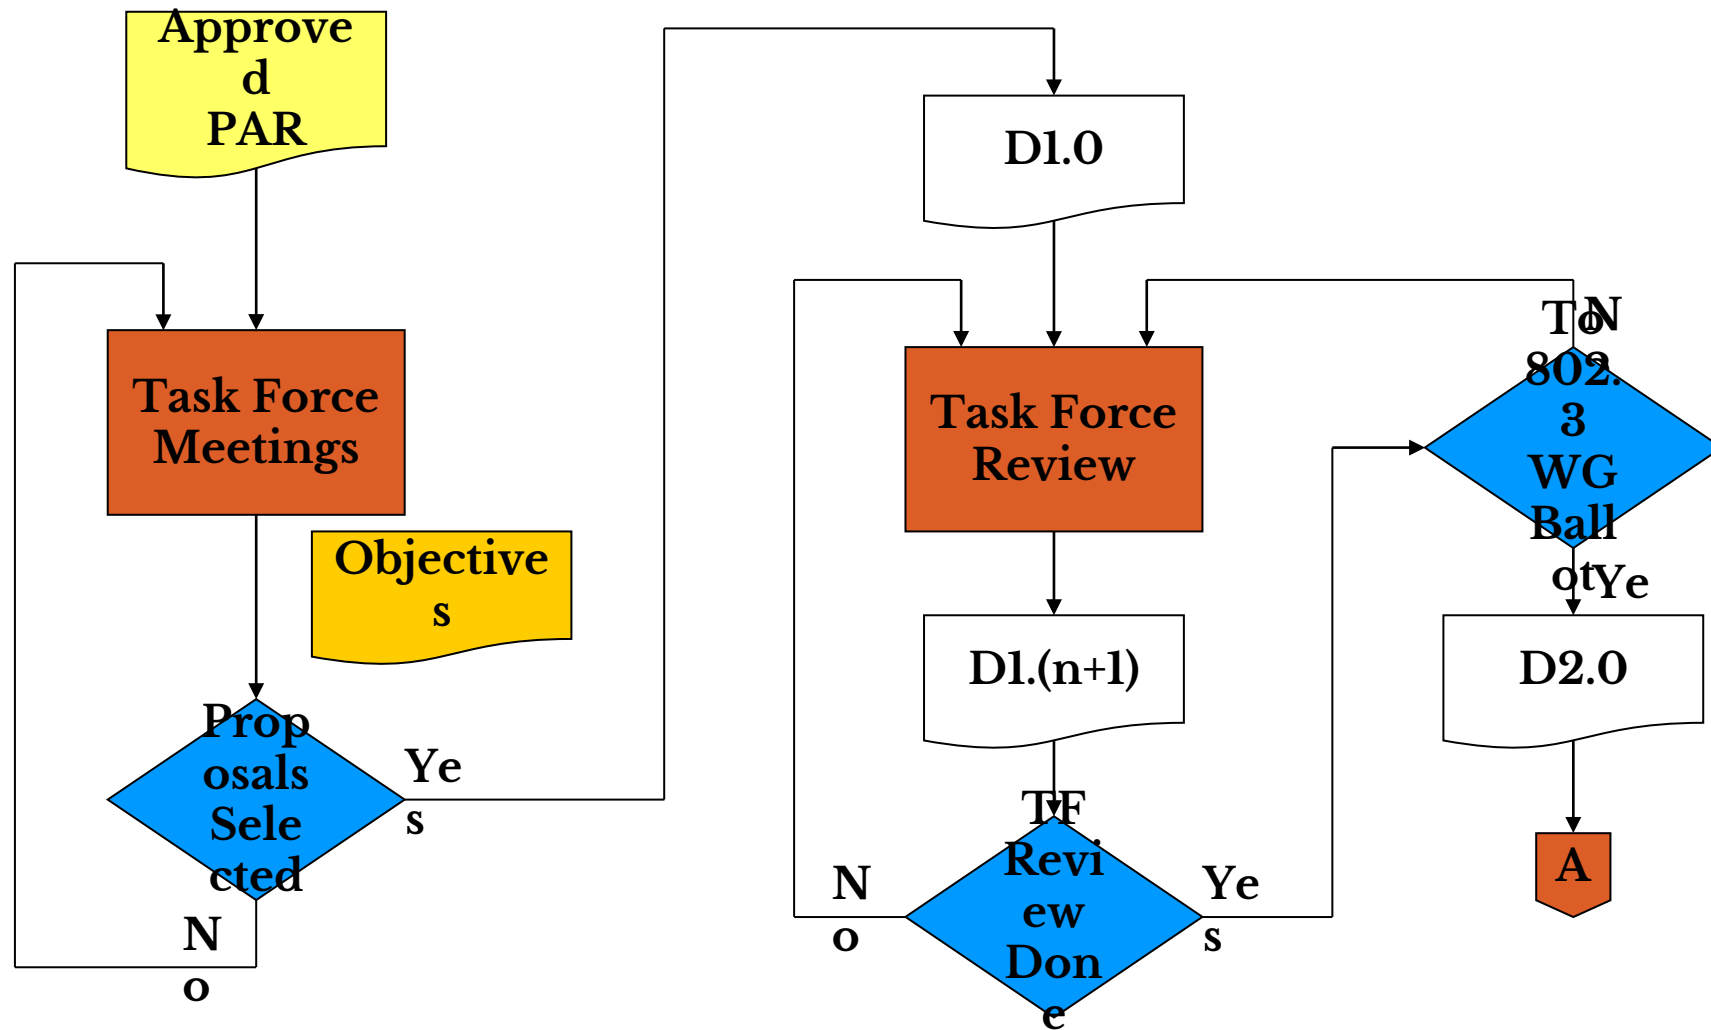 Approve
d
PAR
Task Force
Meetings
Objective
s
Prop
osals
Sele
cted
Ye
s
N
o
D1.0
Task Force
Review
D1.(n+1)
TF
Revi
ew
Don
e
N
o
Ye
s
To
802.
3
WG
Ball
ot
N
Ye
D2.0
A